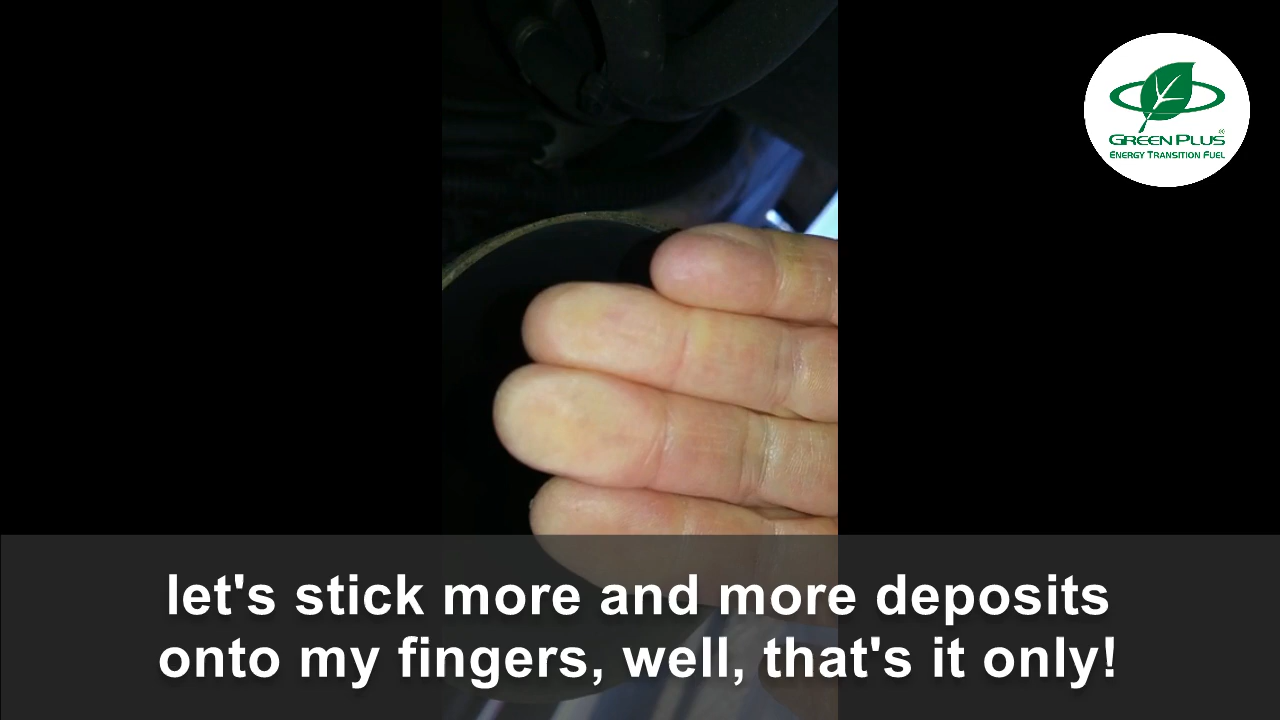 GREEN PLUS®
ENERGY TRANSITION FUEL
let's stick more and more deposits
onto my fingers, well, that's it only!